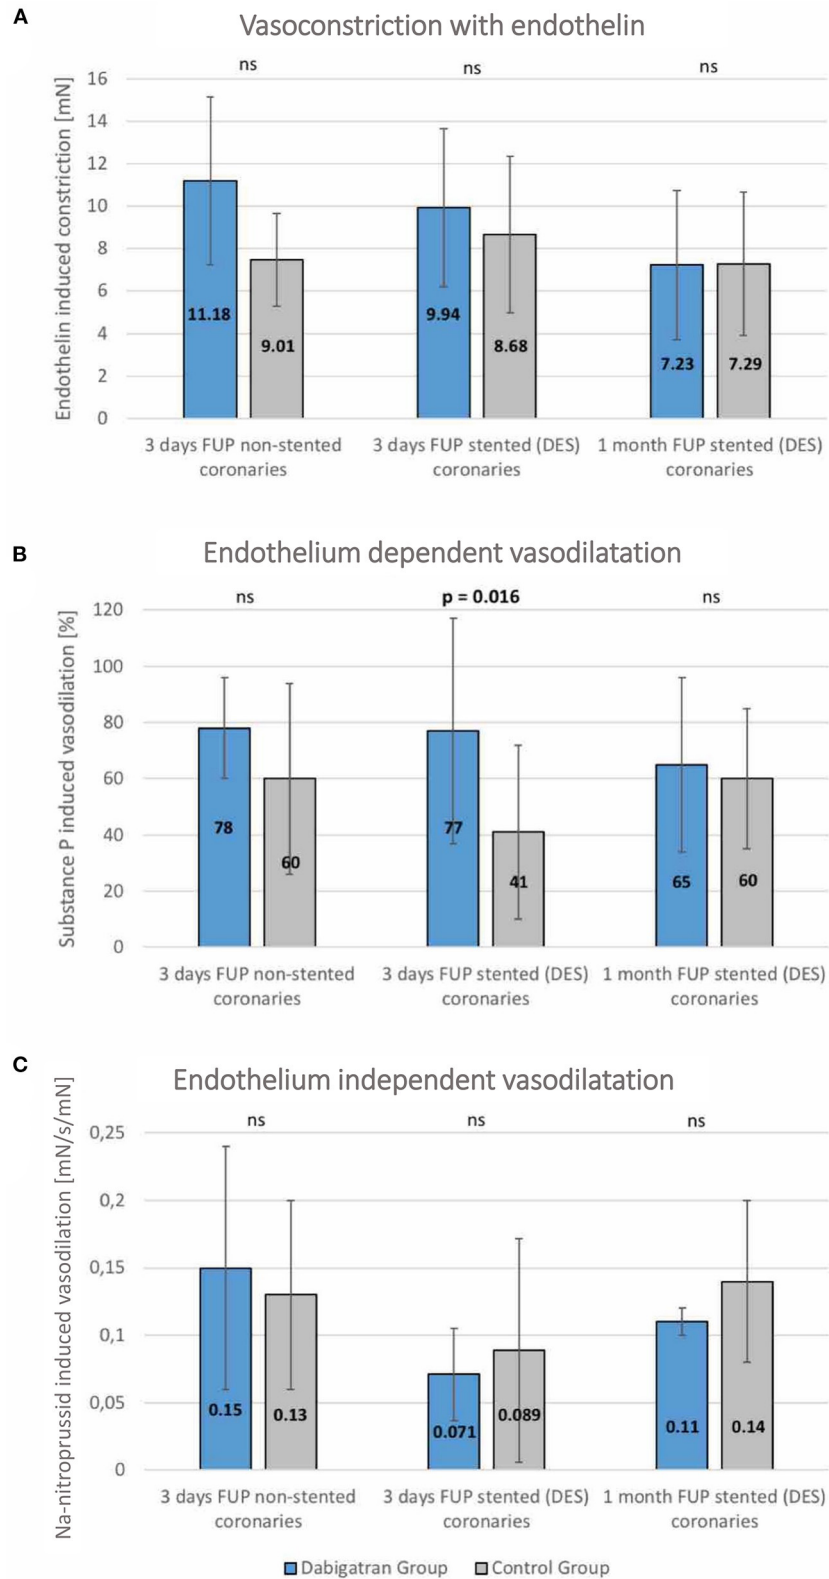 A
Vasoconstriction with endothelin
ns
ns
ns
Endothelin induced constriction [mN]
16
14
12
10
8
6
4
2
0
11.18
9.01
9.94
8.68
7.23
7.29
3 days FUP non-stented
coronaries
3 days FUP stented (DES)
coronaries
1 month FUP stented (DES)
coronaries
B
Endothelium dependent vasodilatation
ns
p = 0.016
ns
Substance P induced vasodilation [%]
120
100
80
60
40
20
0
78
60
77
41
65
60
3 days FUP non-stented
coronaries
3 days FUP stented (DES)
coronaries
1 month FUP stented (DES)
coronaries
C
Endothelium independent vasodilatation
ns
ns
ns
Na-nitroprussid induced vasodilation [mN/s/mN]
0,25
0,2
0,15
0,1
0,05
0
0.15
0.13
0.071
0.089
0.11
0.14
3 days FUP non-stented
coronaries
3 days FUP stented (DES)
coronaries
1 month FUP stented (DES)
coronaries
Dabigatran Group
Control Group